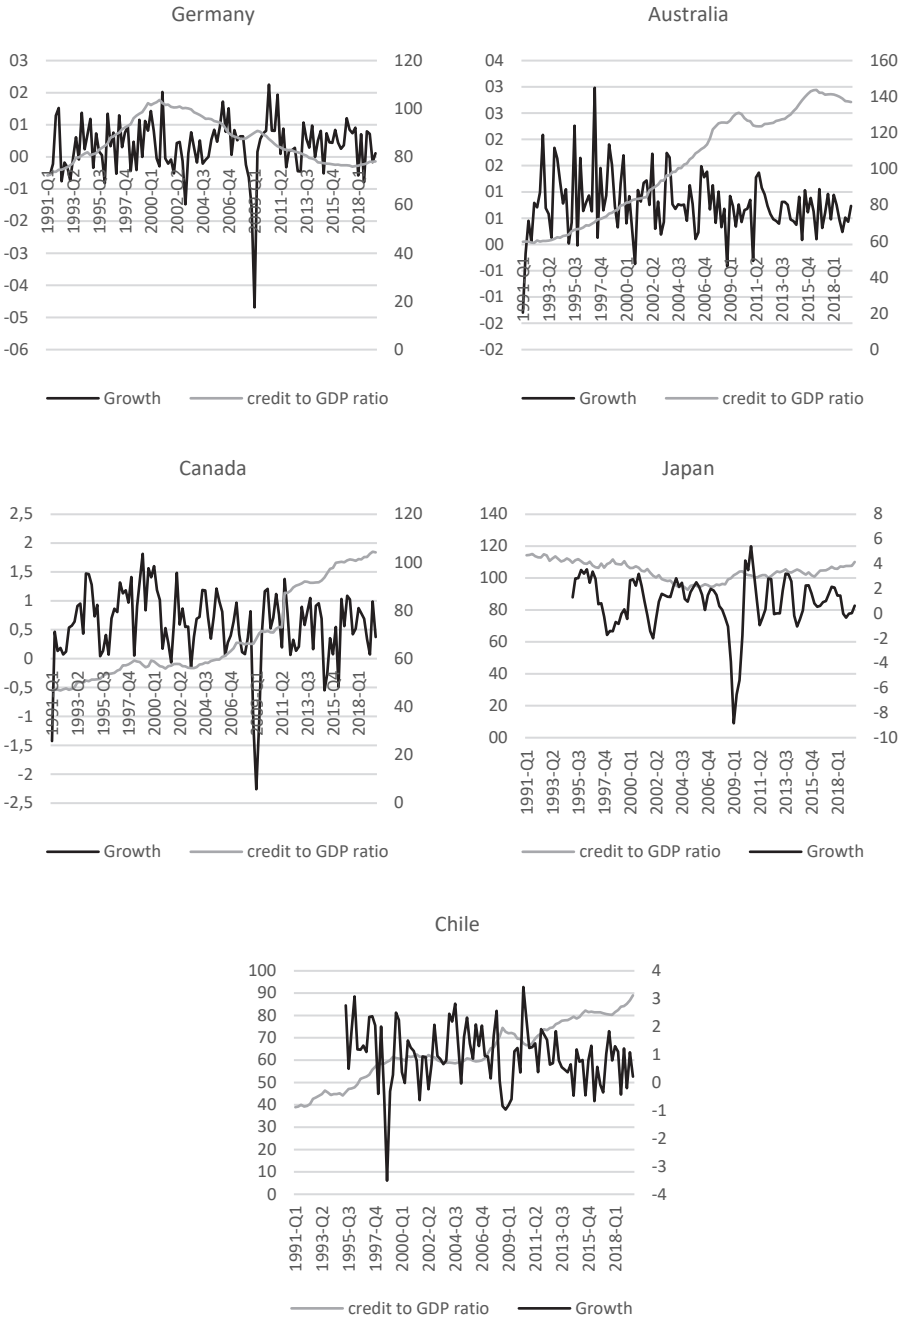 Germany
03
02
01
00
-01
-02
-03
-04
-05
-06
120
100
80
60
40
20
0
1991-Q1
1993-Q2
1995-Q3
1997-Q4
2000-Q1
2002-Q2
2004-Q3
2006-Q4
2009-Q1
2011-Q2
2013-Q3
2015-Q4
2018-Q1
Growth
credit to GDP ratio
Australia
04
03
03
02
02
01
01
00
-01
-01
-02
-02
160
140
120
100
80
60
40
20
0
1991-Q1
1993-Q2
1995-Q3
1997-Q4
2000-Q1
2002-Q2
2004-Q3
2006-Q4
2009-Q1
2011-Q2
2013-Q3
2015-Q4
2018-Q1
Growth
credit to GDP ratio
Canada
2,5
2
1,5
1
0,5
0
-0,5
-1
-1,5
-2
-2,5
120
100
80
60
40
20
0
1991-Q1
1993-Q2
1995-Q3
1997-Q4
2000-Q1
2002-Q2
2004-Q3
2006-Q4
2009-Q1
2011-Q2
2013-Q3
2015-Q4
2018-Q1
Growth
credit to GDP ratio
Japan
140
120
100
80
60
40
20
00
8
6
4
2
0
-2
-4
-6
-8
-10
1991-Q1
1993-Q2
1995-Q3
1997-Q4
2000-Q1
2002-Q2
2004-Q3
2006-Q4
2009-Q1
2011-Q2
2013-Q3
2015-Q4
2018-Q1
credit to GDP ratio
Growth
Chile
100
90
80
70
60
50
40
30
20
10
0
4
3
2
1
0
-1
-2
-3
-4
1991-Q1
1993-Q2
1995-Q3
1997-Q4
2000-Q1
2002-Q2
2004-Q3
2006-Q4
2009-Q1
2011-Q2
2013-Q3
2015-Q4
2018-Q1
credit to GDP ratio
Growth